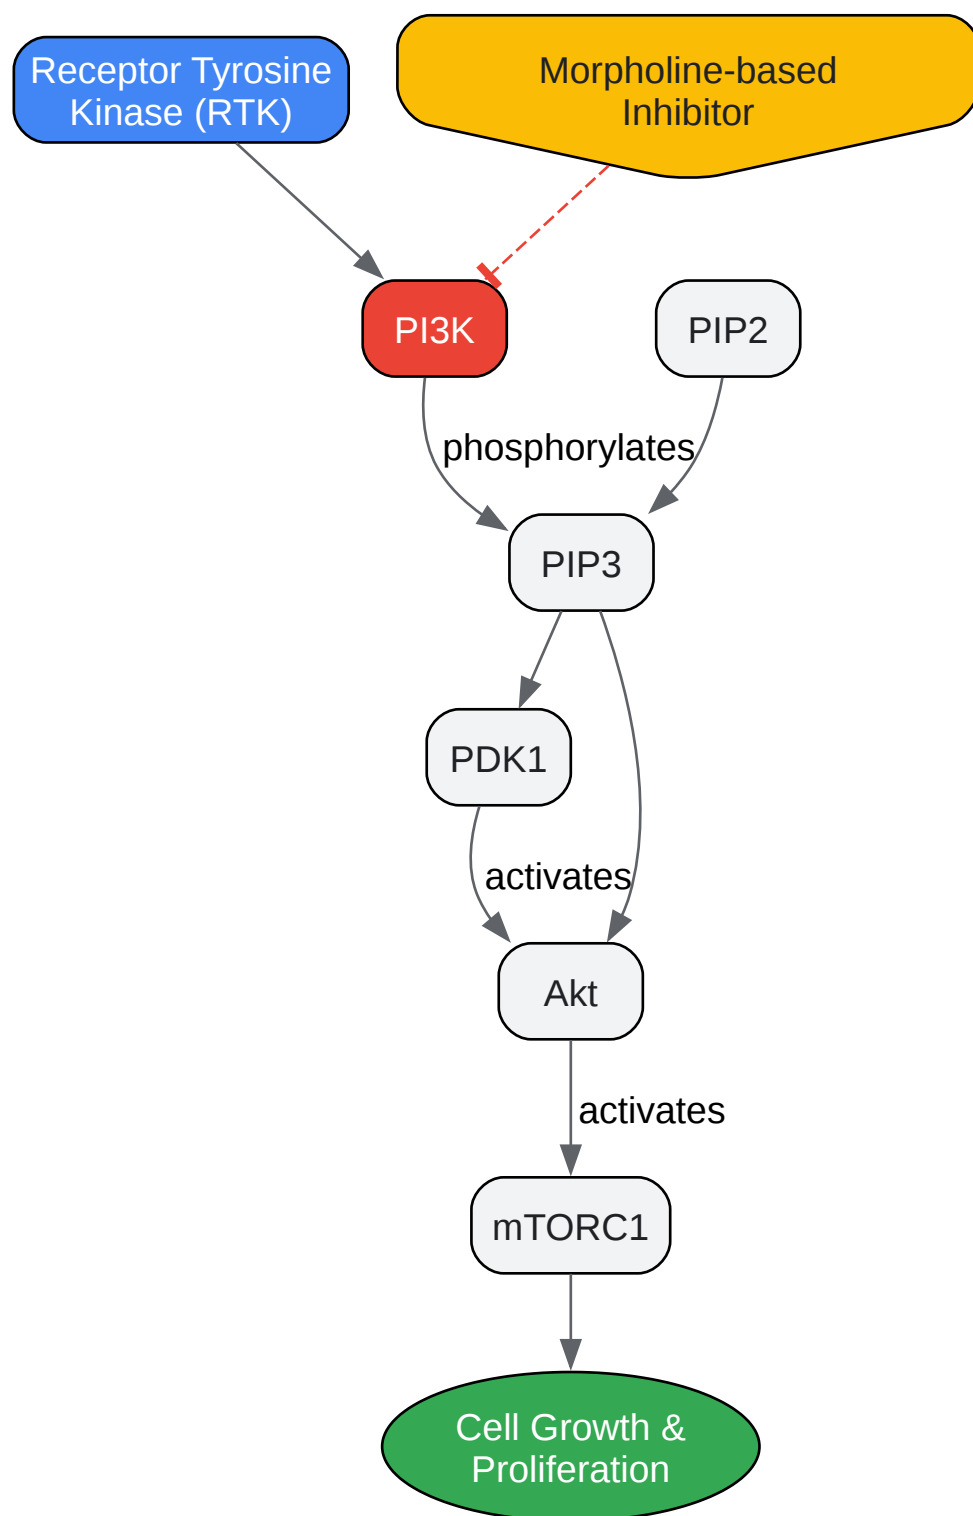 Receptor Tyrosine
Kinase (RTK)
Morpholine-based
Inhibitor
PI3K
PIP2
phosphorylates
PIP3
PDK1
activates
Akt
activates
mTORC1
Cell Growth &
Proliferation